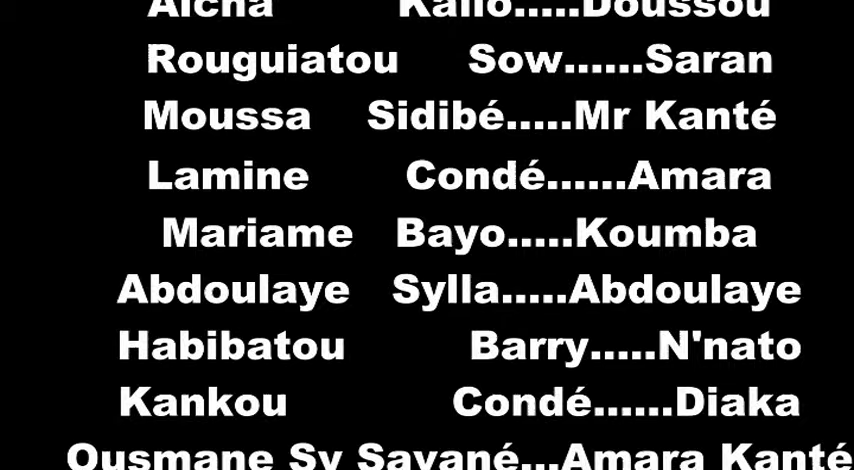 Aicha Kallo.....Doussou
Rouguiatou Sow......Saran
Moussa Sidibé.....Mr Kanté
Lamine Condé......Amara
Mariame Bayo.....Koumba
Abdoulaye Sylla.....Abdoulaye
Habibatou Barry.....N'nato
Kankou Condé......Diaka
Ousmane Sy Savané...Amara Kanté